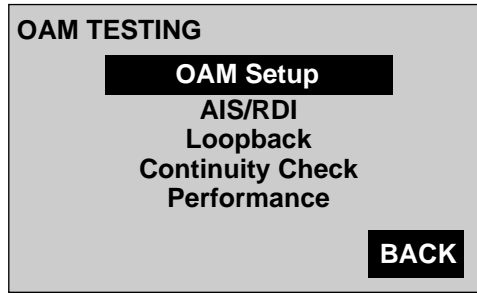 OAM TESTING
OAM Setup
AIS/RDI
Loopback
Continuity Check
Performance
BACK